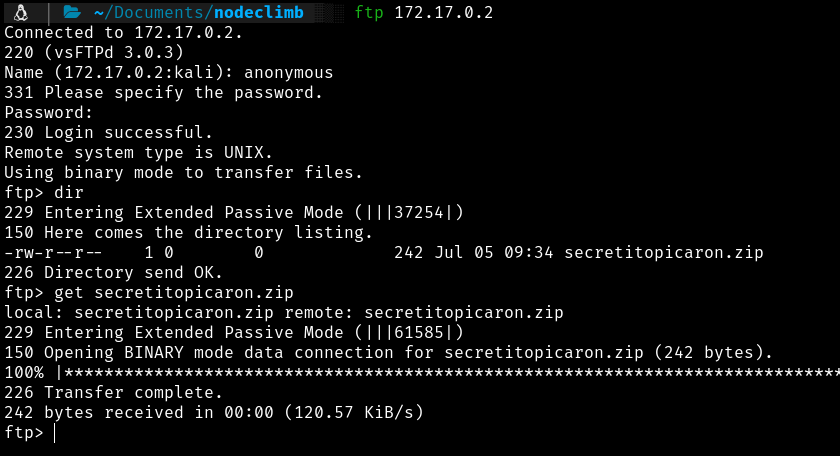 ~/Documents/nodeclimb ftp 172.17.0.2
Connected to 172.17.0.2.
220 (vsFTPd 3.0.3)
Name (172.17.0.2:kali): anonymous
331 Please specify the password.
Password:
230 Login successful.
Remote system type is UNIX.
Using binary mode to transfer files.
ftp> dir
229 Entering Extended Passive Mode (|||37254|)
150 Here comes the directory listing.
-rw-r--r--    1 0        0             242 Jul 05 09:34 secretitopicaron.zip
226 Directory send OK.
ftp> get secretitopicaron.zip
local: secretitopicaron.zip remote: secretitopicaron.zip
229 Entering Extended Passive Mode (|||61585|)
150 Opening BINARY mode data connection for secretitopicaron.zip (242 bytes).
100% |******************************************************************************
226 Transfer complete.
242 bytes received in 00:00 (120.57 KiB/s)
ftp>